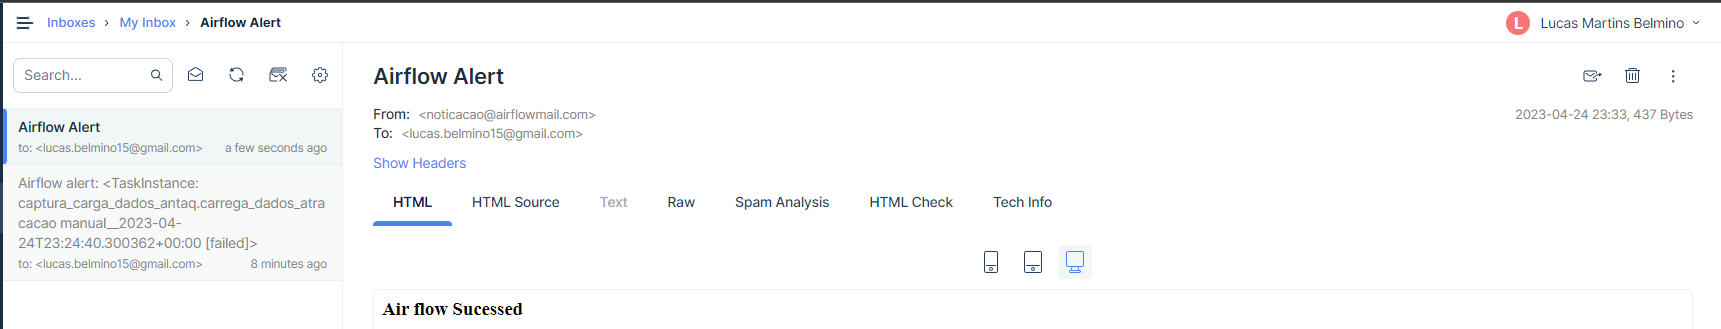 Inboxes › My Inbox › Airflow Alert
L Lucas Martins Belmino
Search...
Airflow Alert
to: <lucas.belmino15@gmail.com> a few seconds ago
Airflow alert: <TaskInstance:
captura_carga_dados_antaq.carrega_dados_atra
cacao manual__2023-04-
24T23:24:40.300362+00:00 [failed]>
to: <lucas.belmino15@gmail.com> 8 minutes ago
Airflow Alert
From: <noticacao@airflowmail.com>
2023-04-24 23:33, 437 Bytes
To: <lucas.belmino15@gmail.com>
Show Headers
HTML HTML Source Text Raw Spam Analysis HTML Check Tech Info
Air flow Sucessed